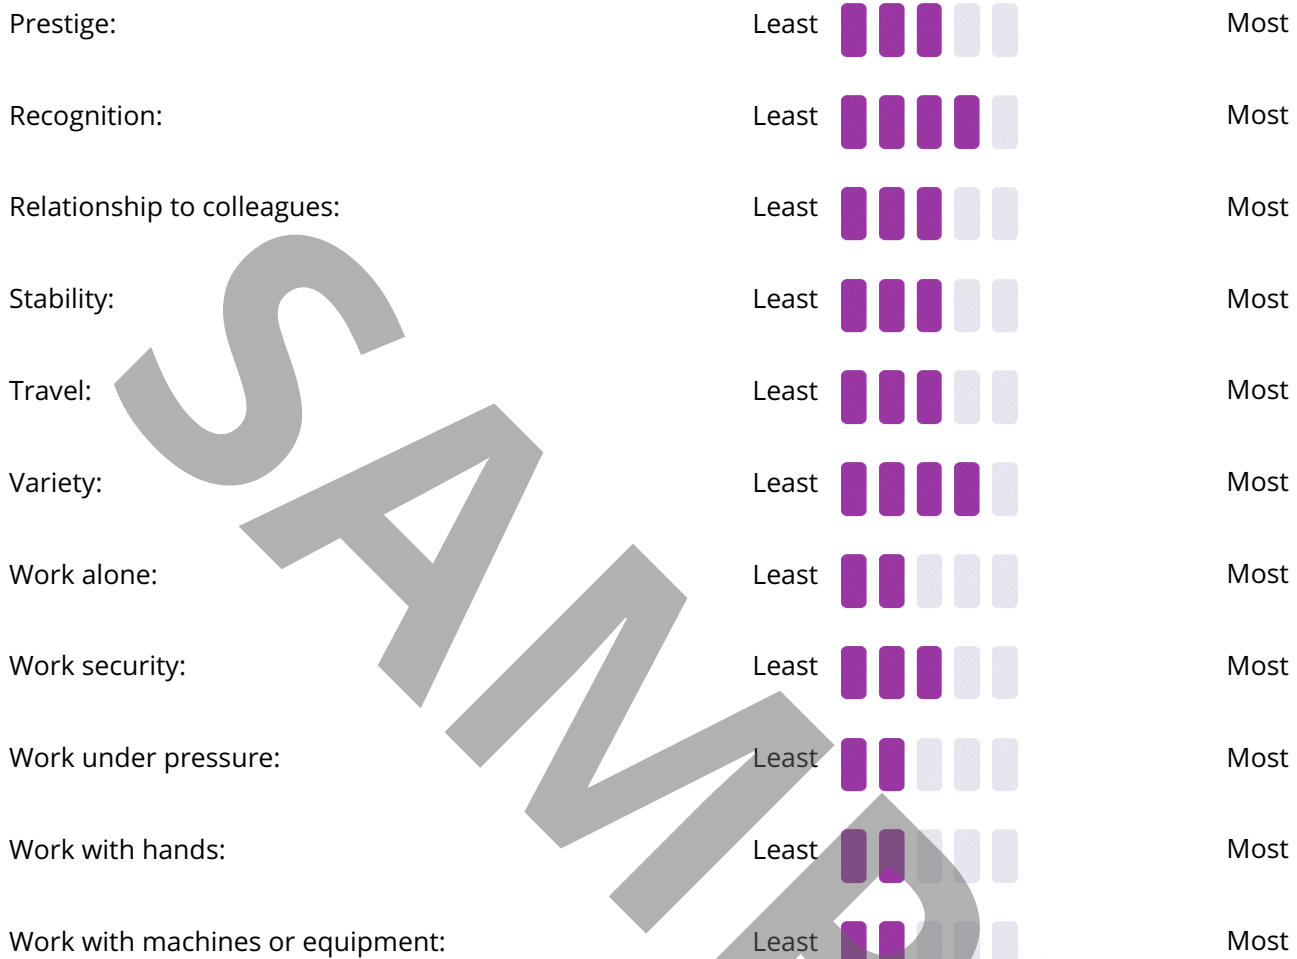 Prestige: Least Most
Recognition: Least Most
Relationship to colleagues: Least Most
Stability: Least Most
Travel: Least Most
Variety: Least Most
Work alone: Least Most
Work security: Least Most
Work under pressure: Least Most
Work with hands: Least Most
Work with machines or equipment: Least Most
SAMP